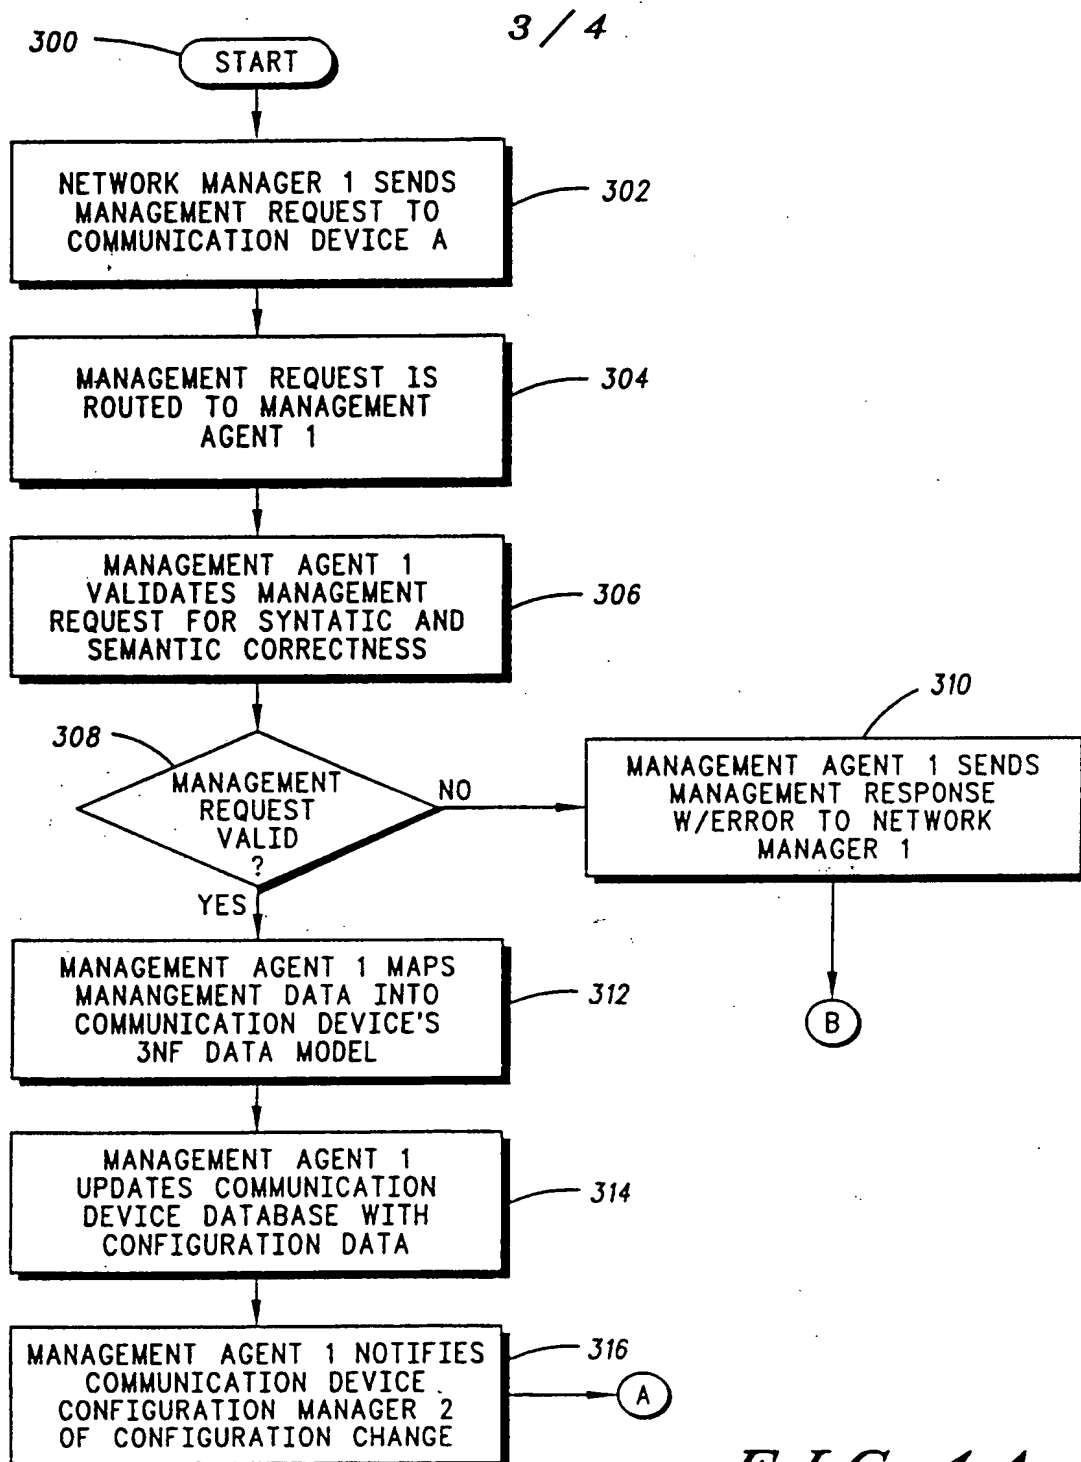 3 / 4
300
START
NETWORK MANAGER 1 SENDS
MANAGEMENT REQUEST TO
COMMUNICATION DEVICE A
302
MANAGEMENT REQUEST IS
ROUTED TO MANAGEMENT
AGENT 1
304
MANAGEMENT AGENT 1
VALIDATES MANAGEMENT
REQUEST FOR SYNTATIC AND
SEMANTIC CORRECTNESS
306
308
MANAGEMENT
REQUEST
VALID
?
NO
YES
310
MANAGEMENT AGENT 1 SENDS
MANAGEMENT RESPONSE
W/ERROR TO NETWORK
MANAGER 1
B
MANAGEMENT AGENT 1 MAPS
MANANGEMENT DATA INTO
COMMUNICATION DEVICE'S
3NF DATA MODEL
312
MANAGEMENT AGENT 1
UPDATES COMMUNICATION
DEVICE DATABASE WITH
CONFIGURATION DATA
314
MANAGEMENT AGENT 1 NOTIFIES
COMMUNICATION DEVICE
CONFIGURATION MANAGER 2
OF CONFIGURATION CHANGE
316
A